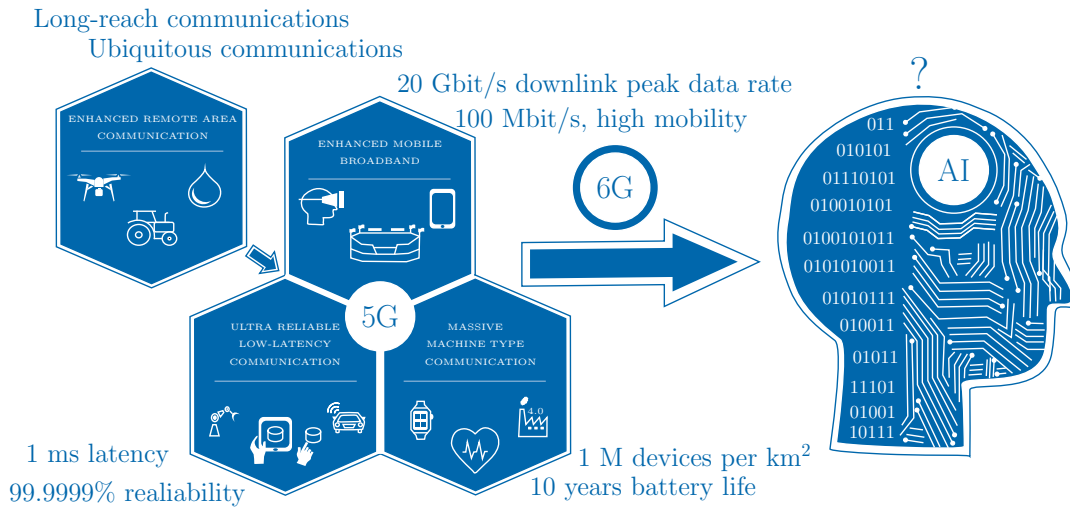 Long-reach communications
Ubiquitous communications
ENHANCED REMOTE AREA
COMMUNICATION
20 Gbit/s downlink peak data rate
100 Mbit/s, high mobility
ENHANCED MOBILE
BROADBAND
5G
ULTRA RELIABLE
LOW-LATENCY
COMMUNICATION
MASSIVE
MACHINE TYPE
COMMUNICATION
4.0
1 ms latency
99.9999% realiability
1 M devices per km²
10 years battery life
6G
?
AI
011
010101
01110101
010010101
0100101011
0101010011
01010111
010011
01011
11101
01001
10111